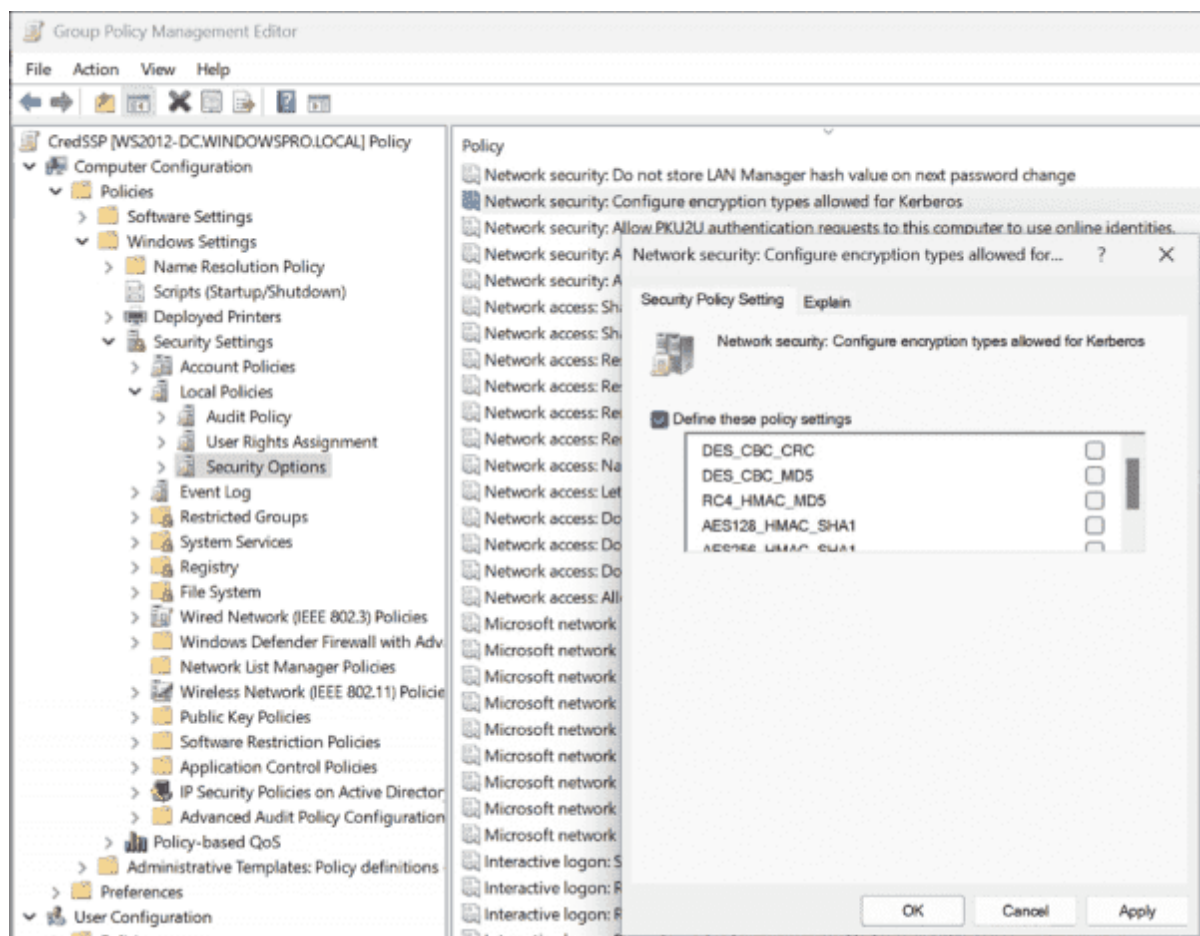 Group Policy Management Editor
File Action View Help
CredSSP [WS2012-DC.WINDOWSPRO.LOCAL] Policy
Computer Configuration
Policies
Software Settings
Windows Settings
Name Resolution Policy
Scripts (Startup/Shutdown)
Deployed Printers
Security Settings
Account Policies
Local Policies
Audit Policy
User Rights Assignment
Security Options
Event Log
Restricted Groups
System Services
Registry
File System
Wired Network (IEEE 802.3) Policies
Windows Defender Firewall with Adv
Network List Manager Policies
Wireless Network (IEEE 802.11) Policie
Public Key Policies
Software Restriction Policies
Application Control Policies
IP Security Policies on Active Director
Advanced Audit Policy Configuration
Policy-based QoS
Administrative Templates: Policy definitions
Preferences
User Configuration
Policy
Network security: Do not store LAN Manager hash value on next password change
Network security: Configure encryption types allowed for Kerberos
Network security: Allow PKU2U authentication requests to this computer to use online identities.
Network security: A
Network security: A
Network access: Sh
Network access: Sh
Network access: Re
Network access: Re
Network access: Re
Network access: Re
Network access: Na
Network access: Let
Network access: Do
Network access: Do
Network access: Do
Network access: All
Microsoft network
Microsoft network
Microsoft network
Microsoft network
Microsoft network
Microsoft network
Microsoft network
Microsoft network
Microsoft network
Interactive logon: S
Interactive logon: R
Interactive logon: R
Network security: Configure encryption types allowed for... ?
Security Policy Setting Explain
Network security: Configure encryption types allowed for Kerberos
Define these policy settings
DES_CBC_CRC
DES_CBC_MD5
RC4_HMAC_MD5
AES128_HMAC_SHA1
AES256_HMAC_SHA1
OK Cancel Apply